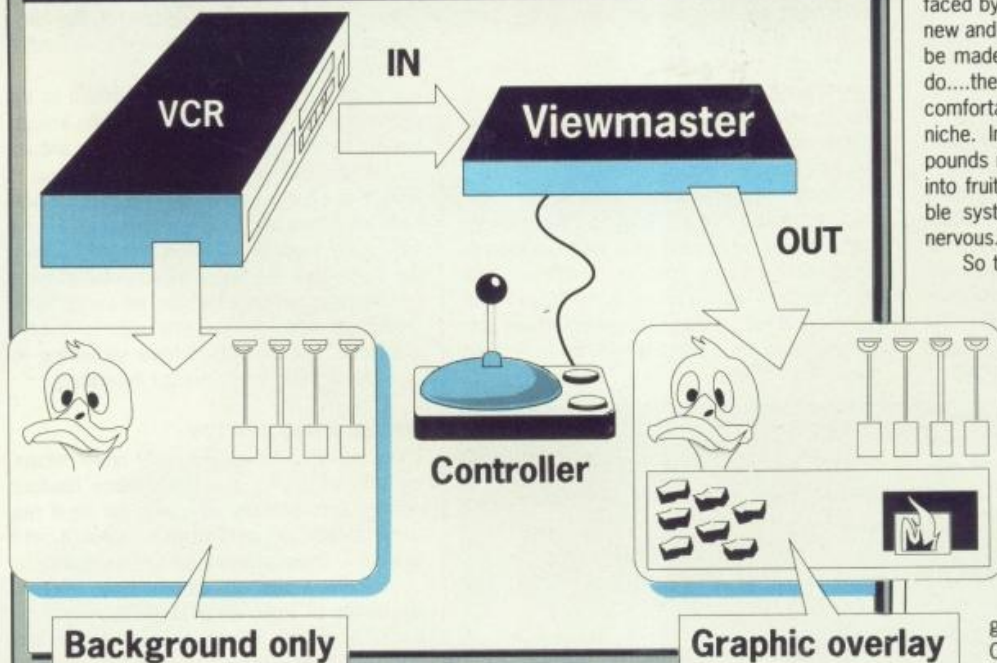 VCR
IN
Viewmaster
OUT
Controller
Background only
Graphic overlay
faced by
new and
be made
do....the
comforta
niche. I
pounds
into fruit
ble syst
nervous.
So t